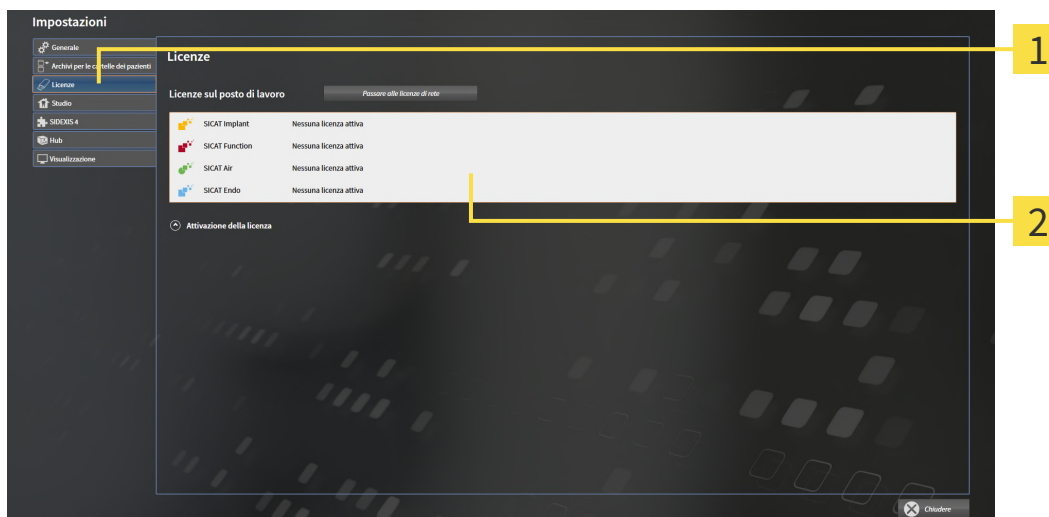 Impostazioni
Generale
Archivi per le cartelle dei pazienti
Licenze
Studio
SIDEXIS 4
Hub
Visualizzazione
Licenze
Licenze sul posto di lavoro
Passare alle licenze di rete
SICAT Implant Nessuna licenza attiva
SICAT Function Nessuna licenza attiva
SICAT Air Nessuna licenza attiva
SICAT Endo Nessuna licenza attiva
Attivazione della licenza
Chiudere
1
2